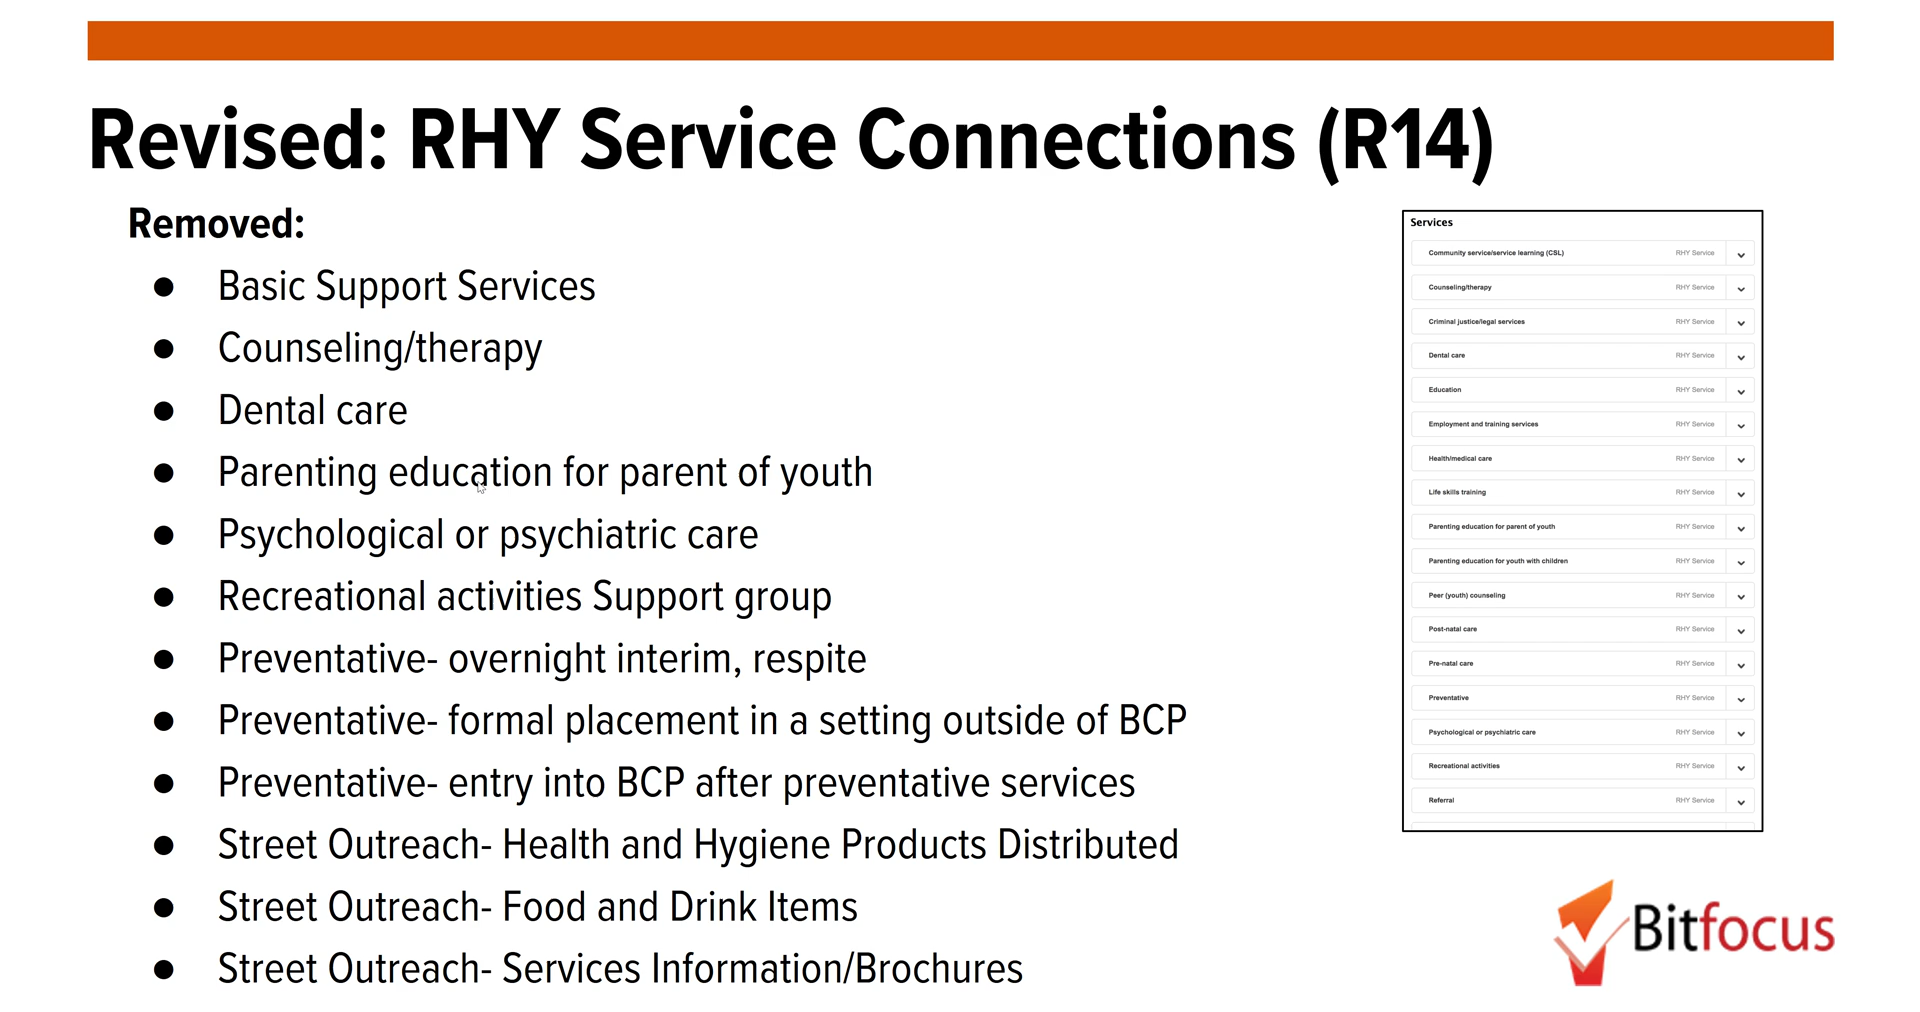 Revised: RHY Service Connections (R14)
Removed:
● Basic Support Services
● Counseling/therapy
● Dental care
● Parenting education for parent of youth
● Psychological or psychiatric care
● Recreational activities Support group
● Preventative- overnight interim, respite
● Preventative- formal placement in a setting outside of BCP
● Preventative- entry into BCP after preventative services
● Street Outreach- Health and Hygiene Products Distributed
● Street Outreach- Food and Drink Items
● Street Outreach- Services Information/Brochures
Services
Community service/service learning (CSL) RHY Service
Counseling/therapy RHY Service
Criminal justice/legal services RHY Service
Dental care RHY Service
Education RHY Service
Employment and training services RHY Service
Health/medical care RHY Service
Life skills training RHY Service
Parenting education for parent of youth RHY Service
Parenting education for youth with children RHY Service
Peer (youth) counseling RHY Service
Post-natal care RHY Service
Pre-natal care RHY Service
Preventative RHY Service
Psychological or psychiatric care RHY Service
Recreational activities RHY Service
Referral RHY Service
Bitfocus